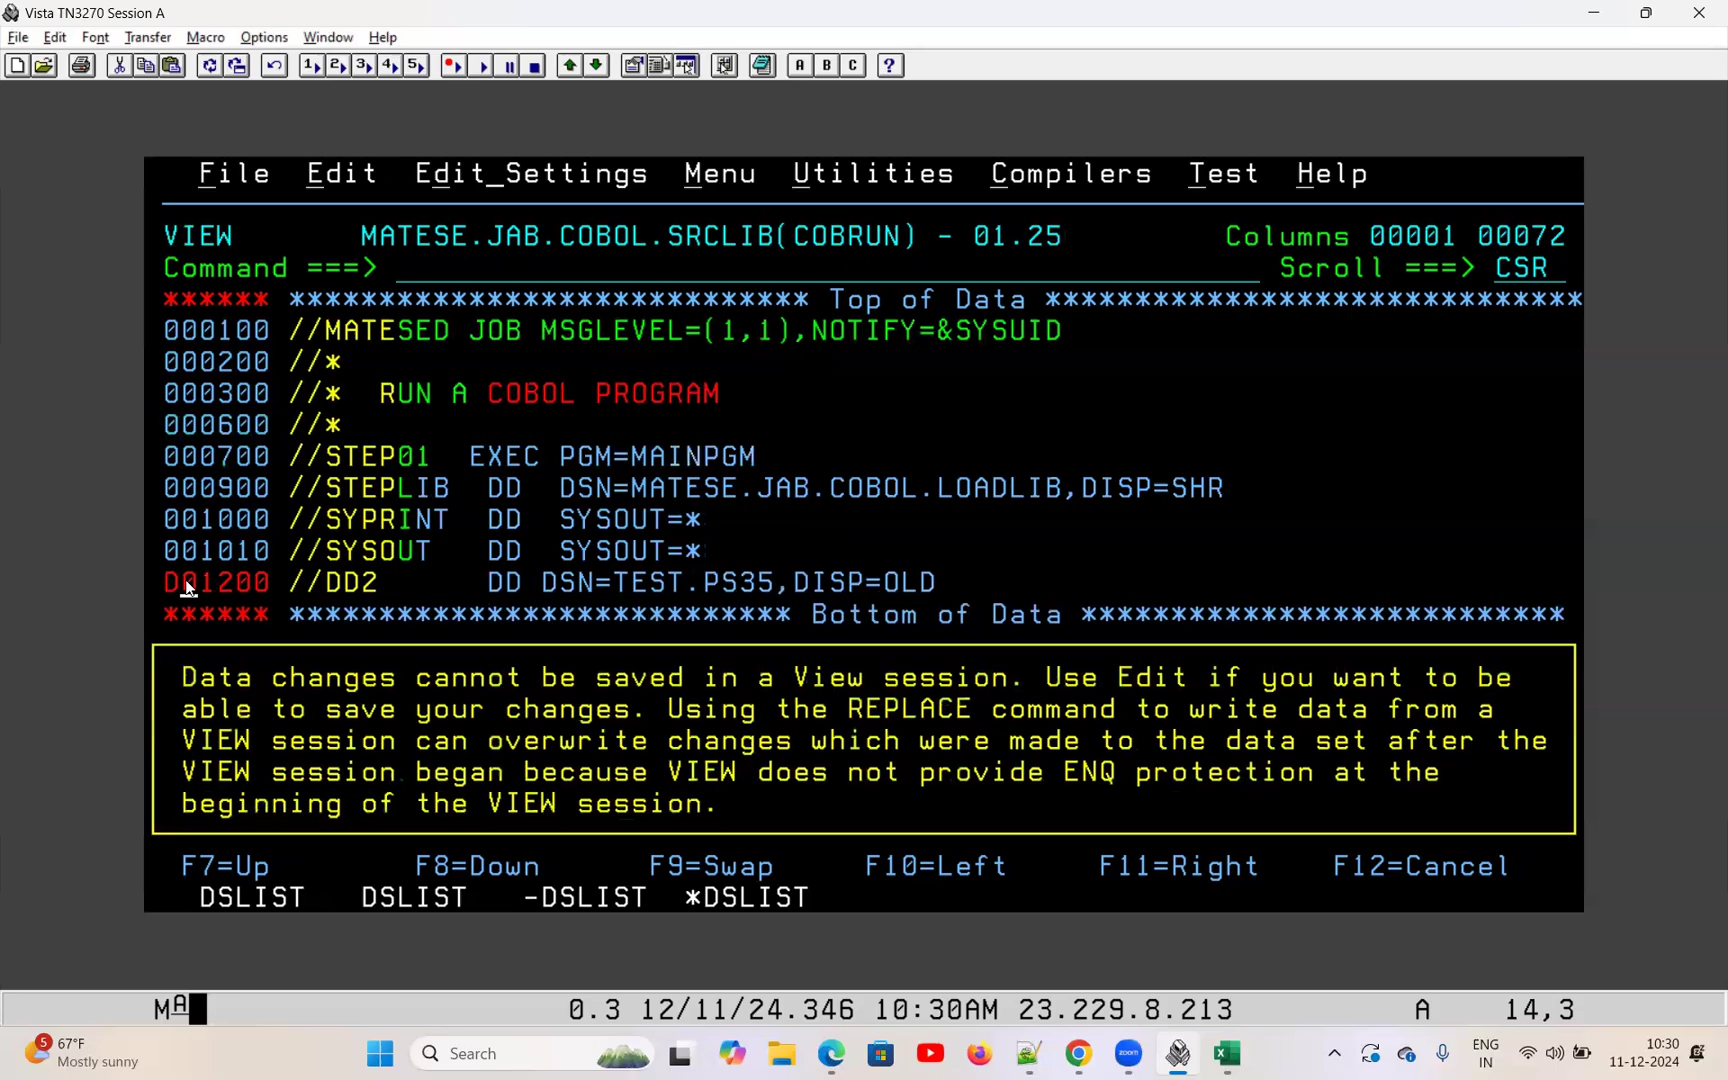 Vista TN3270 Session A
File Edit Font Transfer Macro Options Window Help
1 2 3 4 5 A B C ?
File Edit Edit_Settings Menu Utilities Compilers Test Help
VIEW MATESE.JAB.COBOL.SRCLIB(COBRUN) - 01.25 Columns 00001 00072
Command ===> Scroll ===> CSR
****** ***************************** Top of Data ******************************
000100 //MATESED JOB MSGLEVEL=(1,1),NOTIFY=&SYSUID
000200 //*
000300 //* RUN A COBOL PROGRAM
000600 //*
000700 //STEP01 EXEC PGM=MAINPGM
000900 //STEPLIB DD DSN=MATESE.JAB.COBOL.LOADLIB,DISP=SHR
001000 //SYPRINT DD SYSOUT=*
001010 //SYSOUT DD SYSOUT=*
D01200 //DD2 DD DSN=TEST.PS35,DISP=OLD
****** **************************** Bottom of Data ***************************
Data changes cannot be saved in a View session. Use Edit if you want to be
able to save your changes. Using the REPLACE command to write data from a
VIEW session can overwrite changes which were made to the data set after the
VIEW session began because VIEW does not provide ENQ protection at the
beginning of the VIEW session.
F7=Up F8=Down F9=Swap F10=Left F11=Right F12=Cancel
DSLIST DSLIST -DSLIST *DSLIST
MA 0.3 12/11/24.346 10:30AM 23.229.8.213 A 14,3
5 67°F
Mostly sunny
Search
zoom
ENG
IN
10:30
11-12-2024